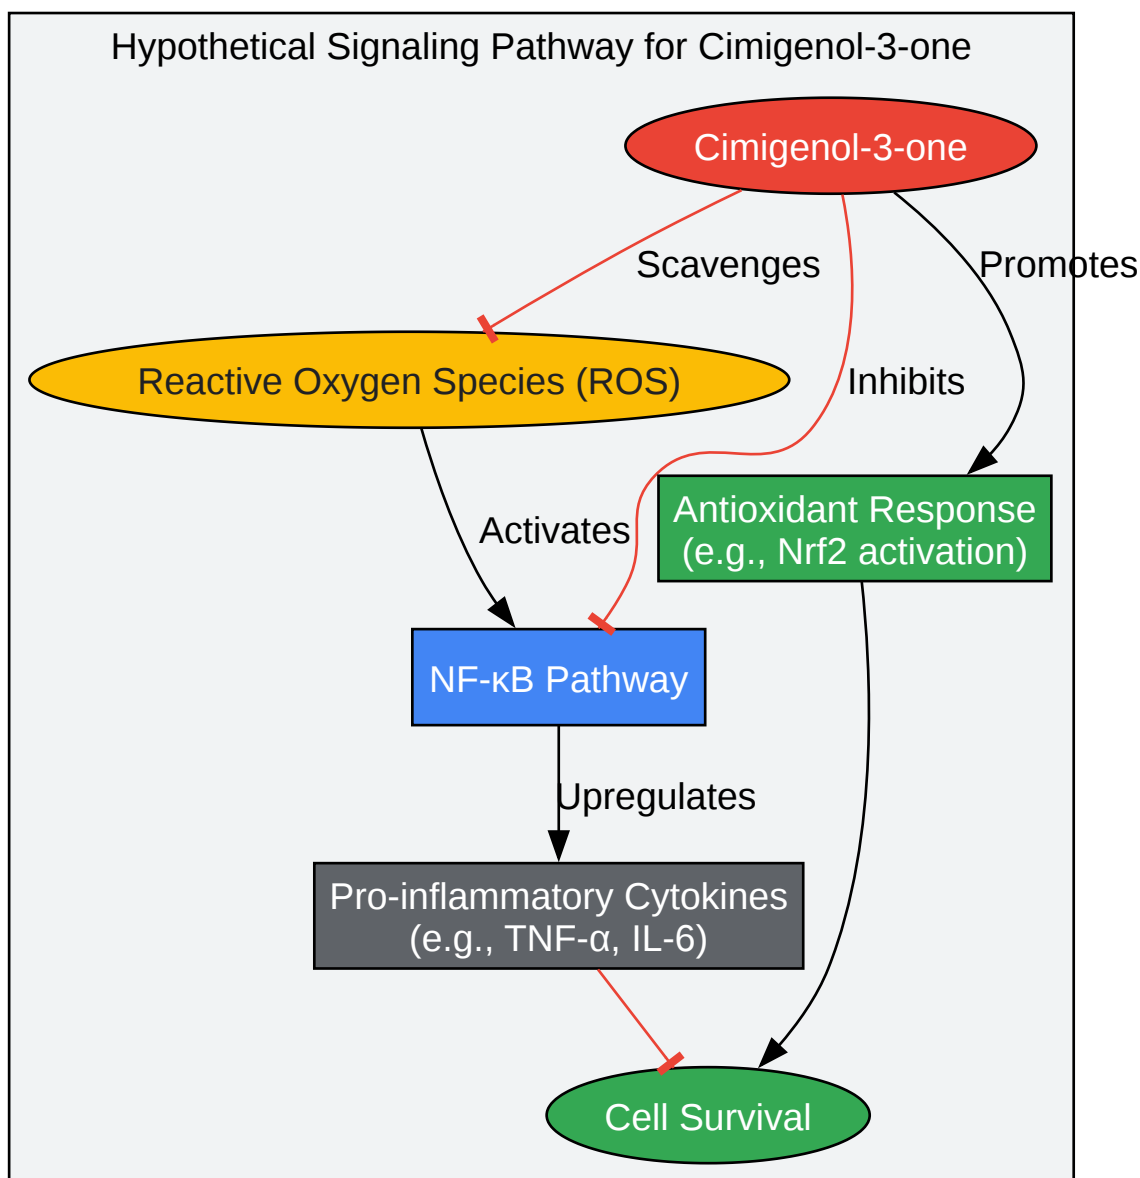 Hypothetical Signaling Pathway for Cimigenol-3-one
Cimigenol-3-one
Scavenges
Promotes
Reactive Oxygen Species (ROS)
Inhibits
Activates
Antioxidant Response
(e.g., Nrf2 activation)
NF-κB Pathway
Upregulates
Pro-inflammatory Cytokines
(e.g., TNF-α, IL-6)
Cell Survival